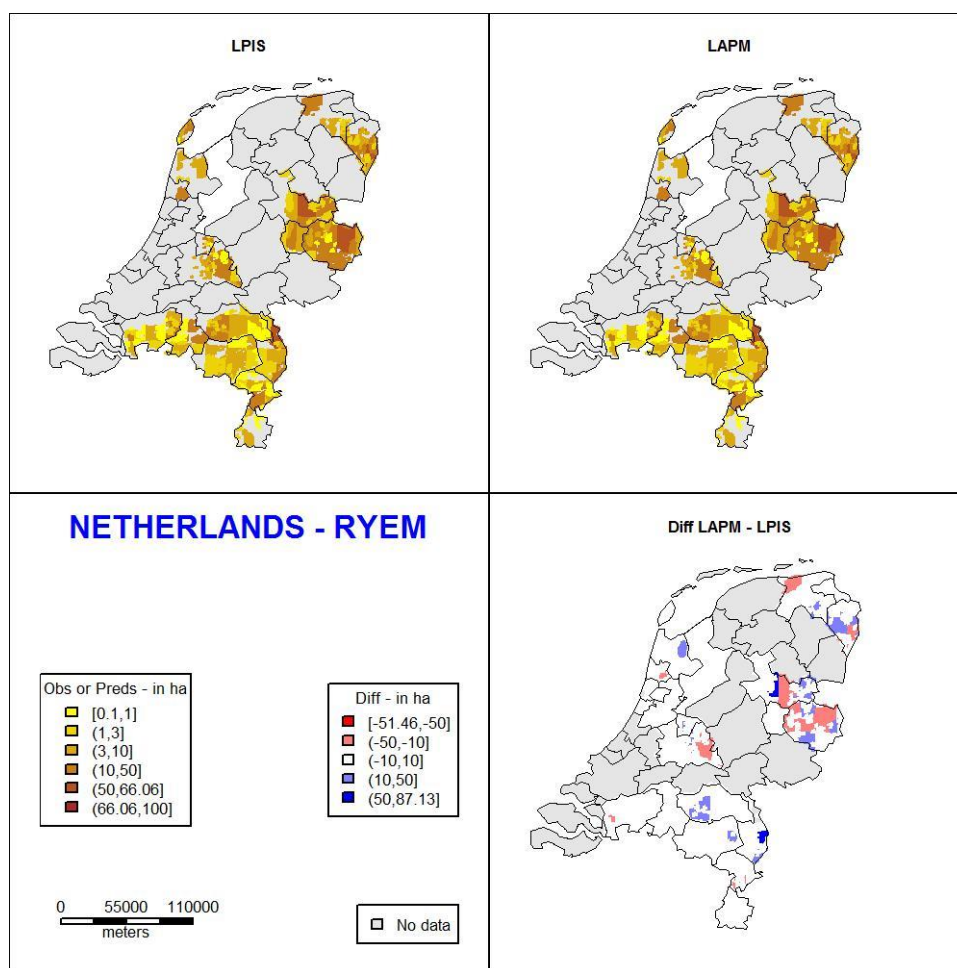 LPIS
LAPM
NETHERLANDS - RYEM
Diff LAPM - LPIS
Obs or Preds - in ha
[0.1,1]
(1,3]
(3,10]
(10,50]
(50,66.06]
(66.06,100]
Diff - in ha
[-51.46,-50]
(-50,-10]
(-10,10]
(10,50]
(50,87.13]
0 55000 110000
meters
No data